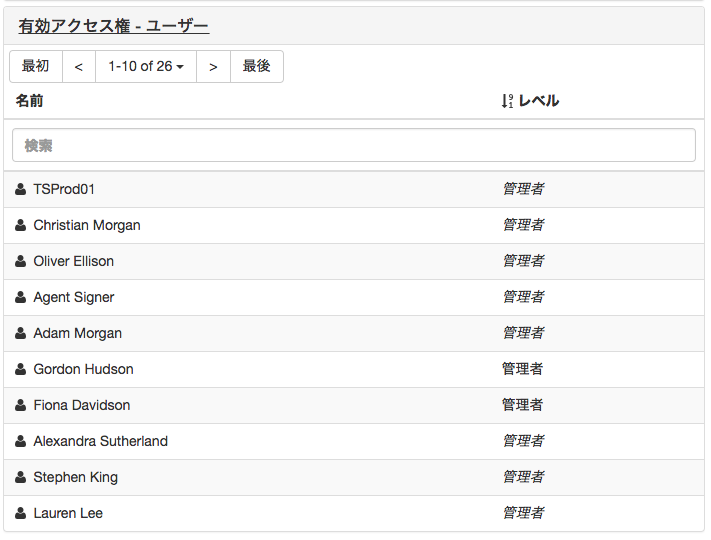 有効アクセス権 - ユーザー
最初 < 1-10 of 26 > 最後
名前 レベル
検索
TSProd01 管理者
Christian Morgan 管理者
Oliver Ellison 管理者
Agent Signer 管理者
Adam Morgan 管理者
Gordon Hudson 管理者
Fiona Davidson 管理者
Alexandra Sutherland 管理者
Stephen King 管理者
Lauren Lee 管理者